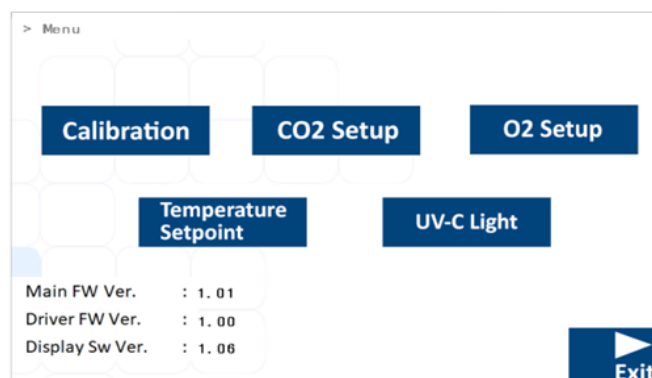 > Menu
Calibration
CO2 Setup
O2 Setup
Temperature
Setpoint
UV-C Light
Main FW Ver. : 1.01
Driver FW Ver. : 1.00
Display Sw Ver. : 1.06
Exit